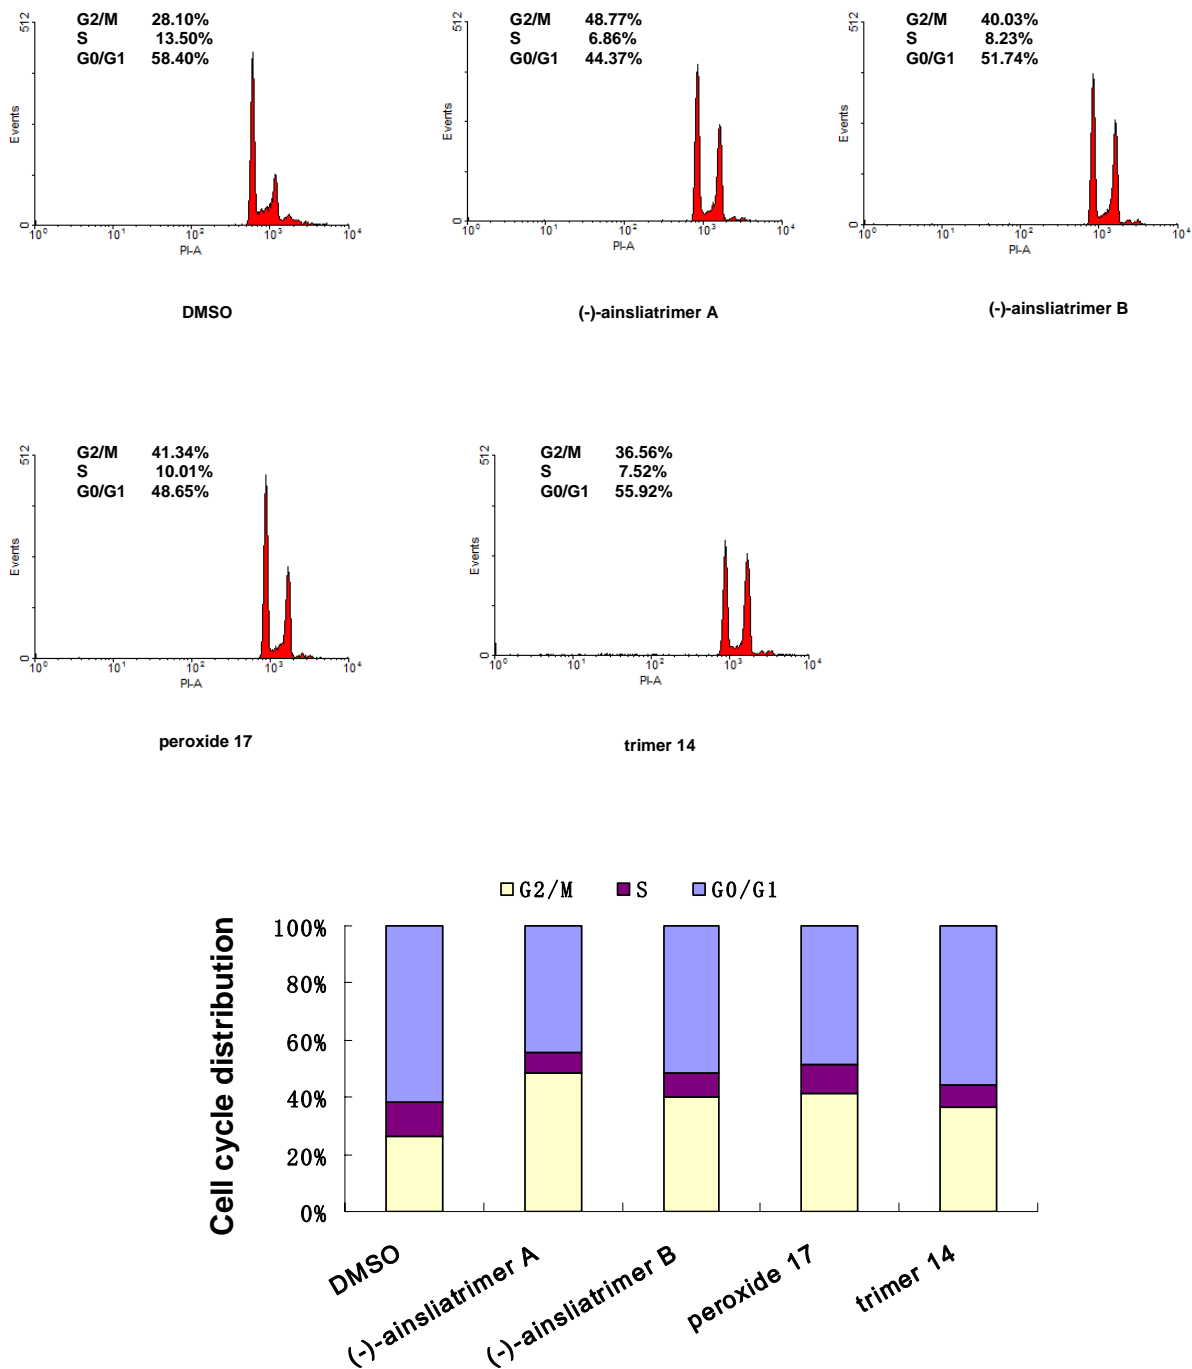 G2/M 28.10%
S 13.50%
G0/G1 58.40%
512
Events
0
10⁰ 10¹ 10² 10³ 10⁴
PI-A
DMSO
G2/M 48.77%
S 6.86%
G0/G1 44.37%
512
Events
0
10⁰ 10¹ 10² 10³ 10⁴
PI-A
(-)-ainsliatrimer A
G2/M 40.03%
S 8.23%
G0/G1 51.74%
512
Events
0
10⁰ 10¹ 10² 10³ 10⁴
PI-A
(-)-ainsliatrimer B
G2/M 41.34%
S 10.01%
G0/G1 48.65%
512
Events
0
10⁰ 10¹ 10² 10³ 10⁴
PI-A
peroxide 17
G2/M 36.56%
S 7.52%
G0/G1 55.92%
512
Events
0
10⁰ 10¹ 10² 10³ 10⁴
PI-A
trimer 14
G2/M S G0/G1
Cell cycle distribution
100%
80%
60%
40%
20%
0%
DMSO
(-)-ainsliatrimer A
(-)-ainsliatrimer B
peroxide 17
trimer 14